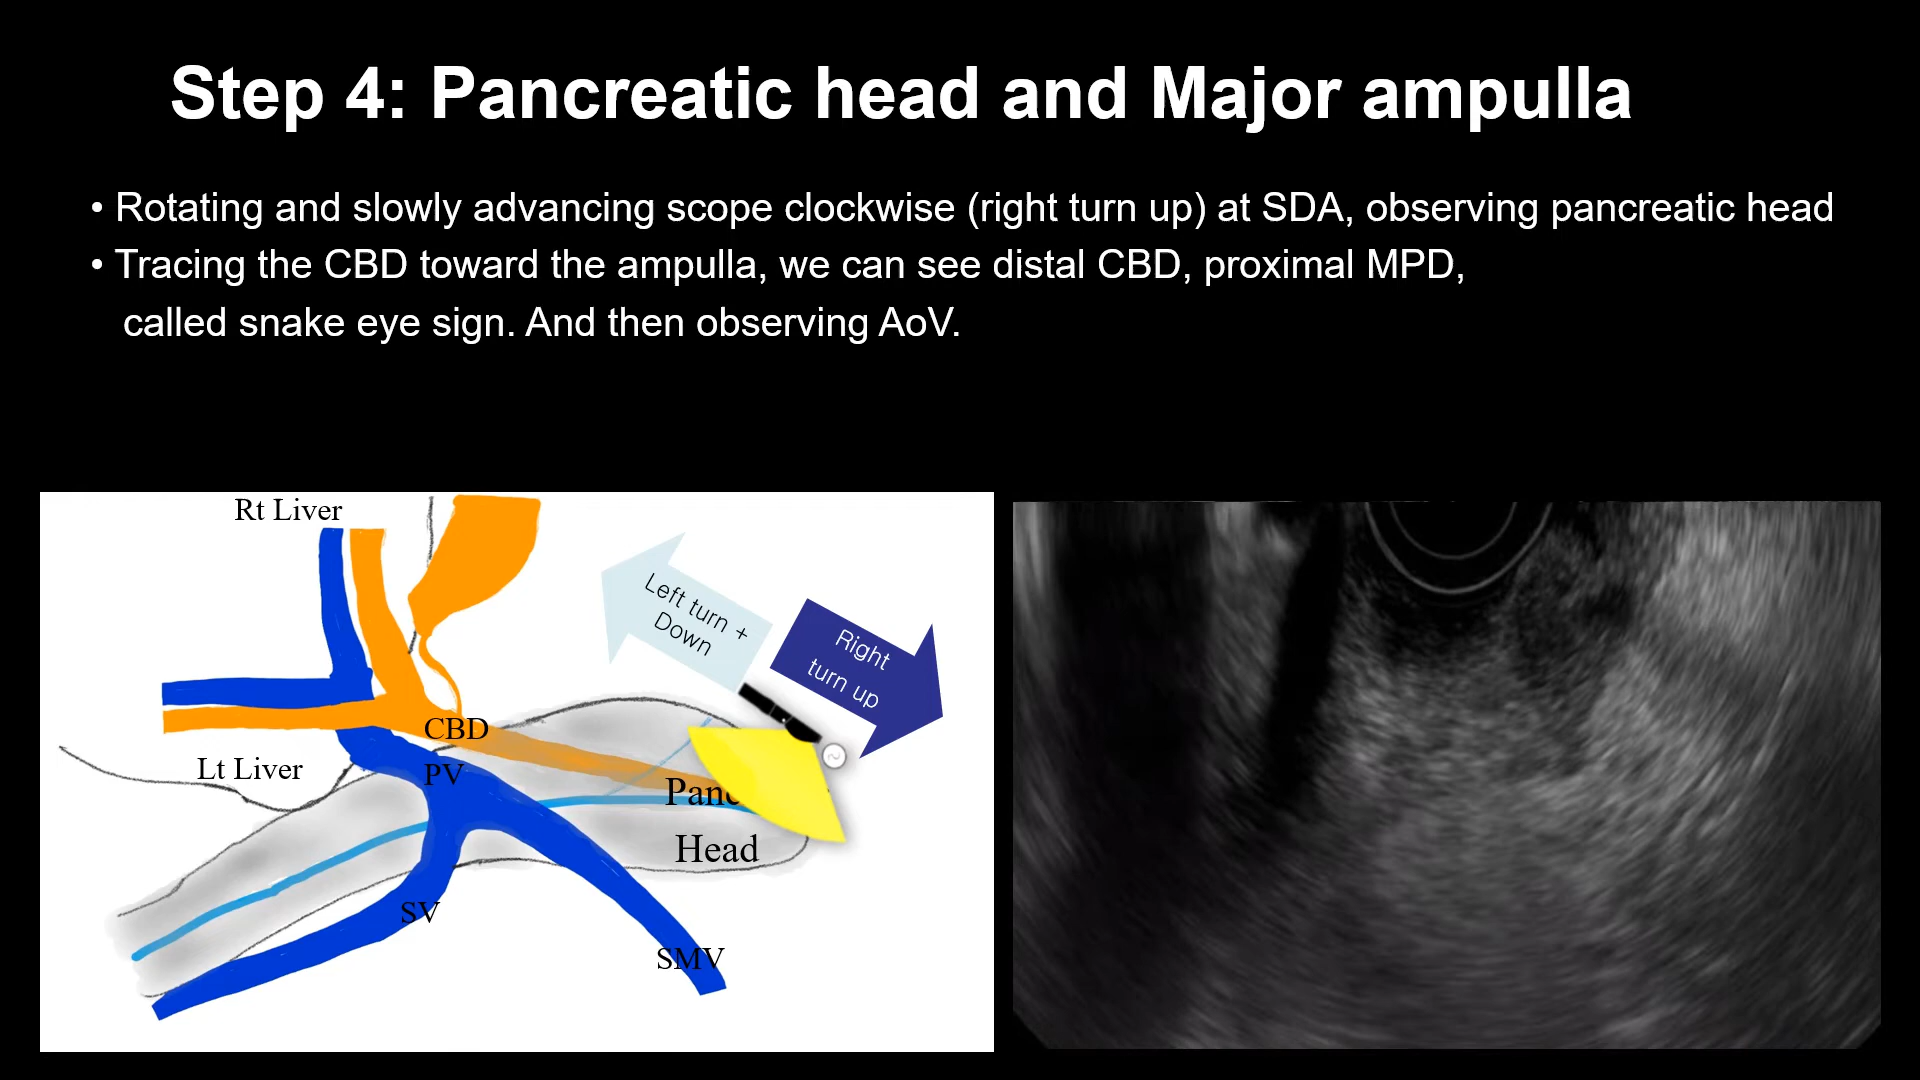 Step 4: Pancreatic head and Major ampulla
• Rotating and slowly advancing scope clockwise (right turn up) at SDA, observing pancreatic head
• Tracing the CBD toward the ampulla, we can see distal CBD, proximal MPD,
called snake eye sign. And then observing AoV.
Rt Liver
Left turn +
Down
Right
turn up
CBD
Lt Liver
PV
Panc
Head
SV
SMV